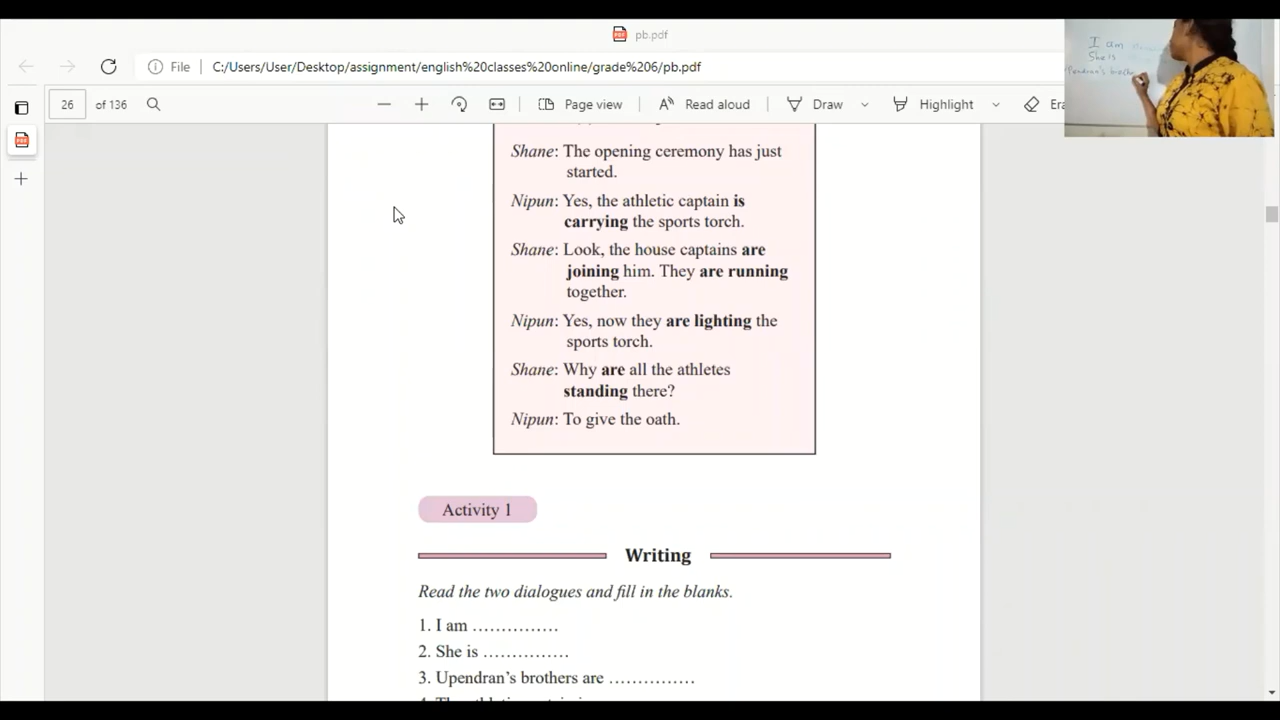 pb.pdf
File C:/Users/User/Desktop/assignment/english%20classes%20online/grade%206/pb.pdf
26 of 136 Page view Read aloud Draw Highlight Era
I am
She is
Shane: The opening ceremony has just
started.
Nipun: Yes, the athletic captain is
carrying the sports torch.
Shane: Look, the house captains are
joining him. They are running
together.
Nipun: Yes, now they are lighting the
sports torch.
Shane: Why are all the athletes
standing there?
Nipun: To give the oath.
Activity 1
Writing
Read the two dialogues and fill in the blanks.
1. I am ……………
2. She is ……………
3. Upendran’s brothers are ……………